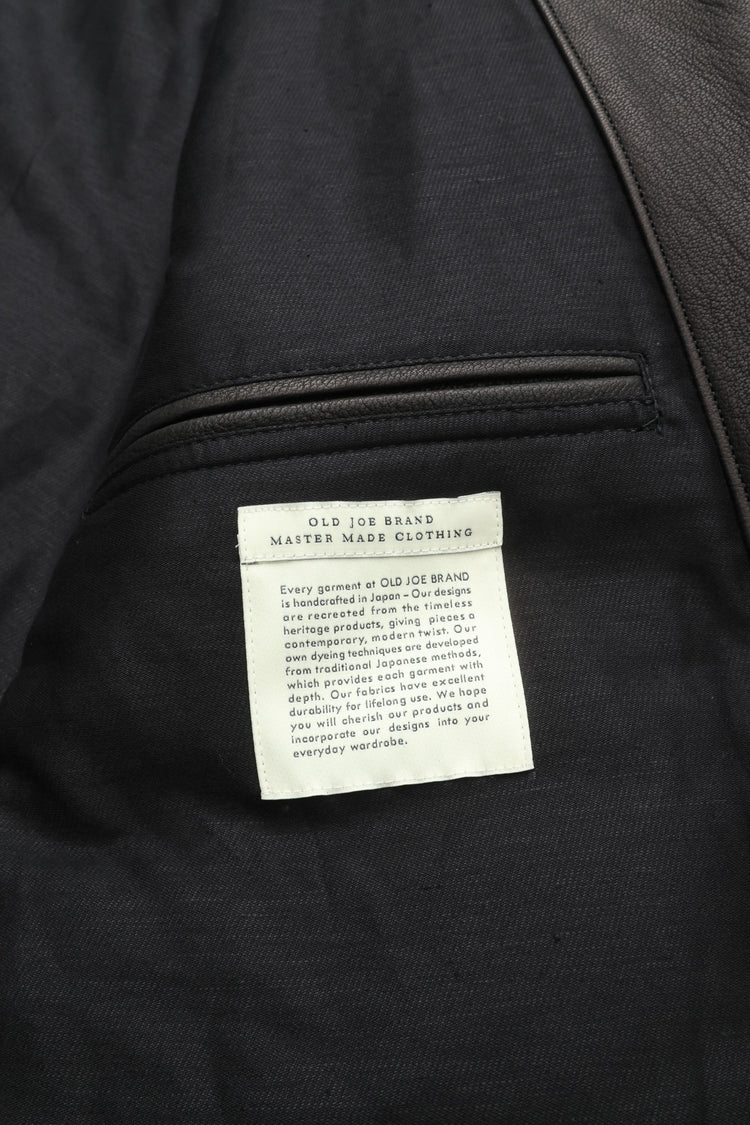 OLD JOE BRAND
MASTER MADE CLOTHING
Every garment at OLD JOE BRAND
is handcrafted in Japan – Our designs
are recreated from the timeless
heritage products, giving pieces a
contemporary, modern twist. Our
own dyeing techniques are developed
from traditional Japanese methods,
which provides each garment with
depth. Our fabrics have excellent
durability for lifelong use. We hope
you will cherish our products and
incorporate our designs into your
everyday wardrobe.